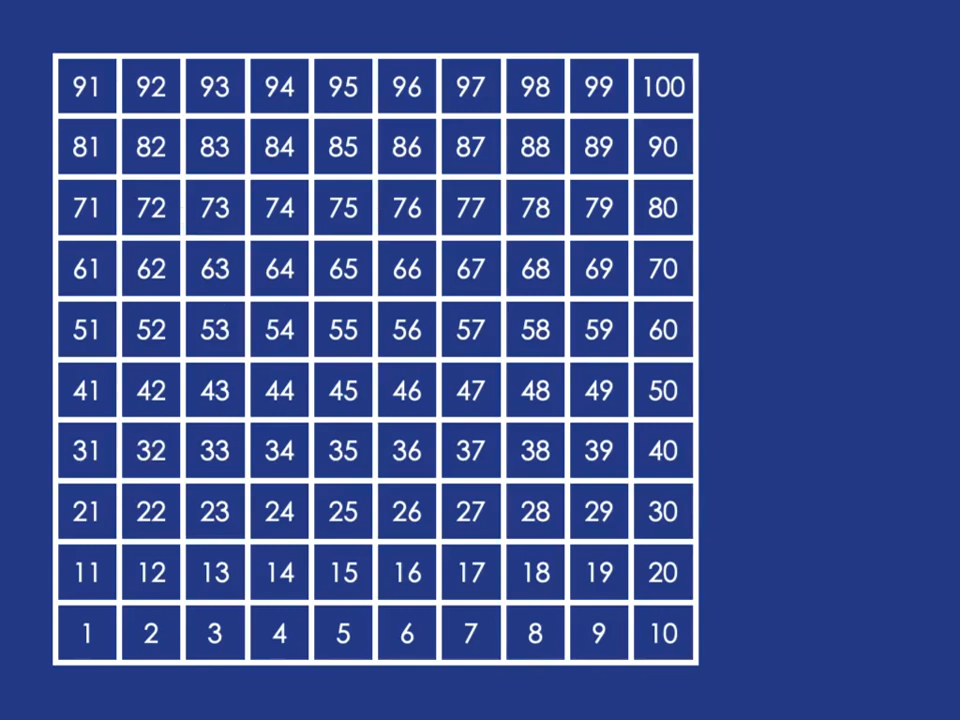 91 92 93 94 95 96 97 98 99 100
81 82 83 84 85 86 87 88 89 90
71 72 73 74 75 76 77 78 79 80
61 62 63 64 65 66 67 68 69 70
51 52 53 54 55 56 57 58 59 60
41 42 43 44 45 46 47 48 49 50
31 32 33 34 35 36 37 38 39 40
21 22 23 24 25 26 27 28 29 30
11 12 13 14 15 16 17 18 19 20
1 2 3 4 5 6 7 8 9 10